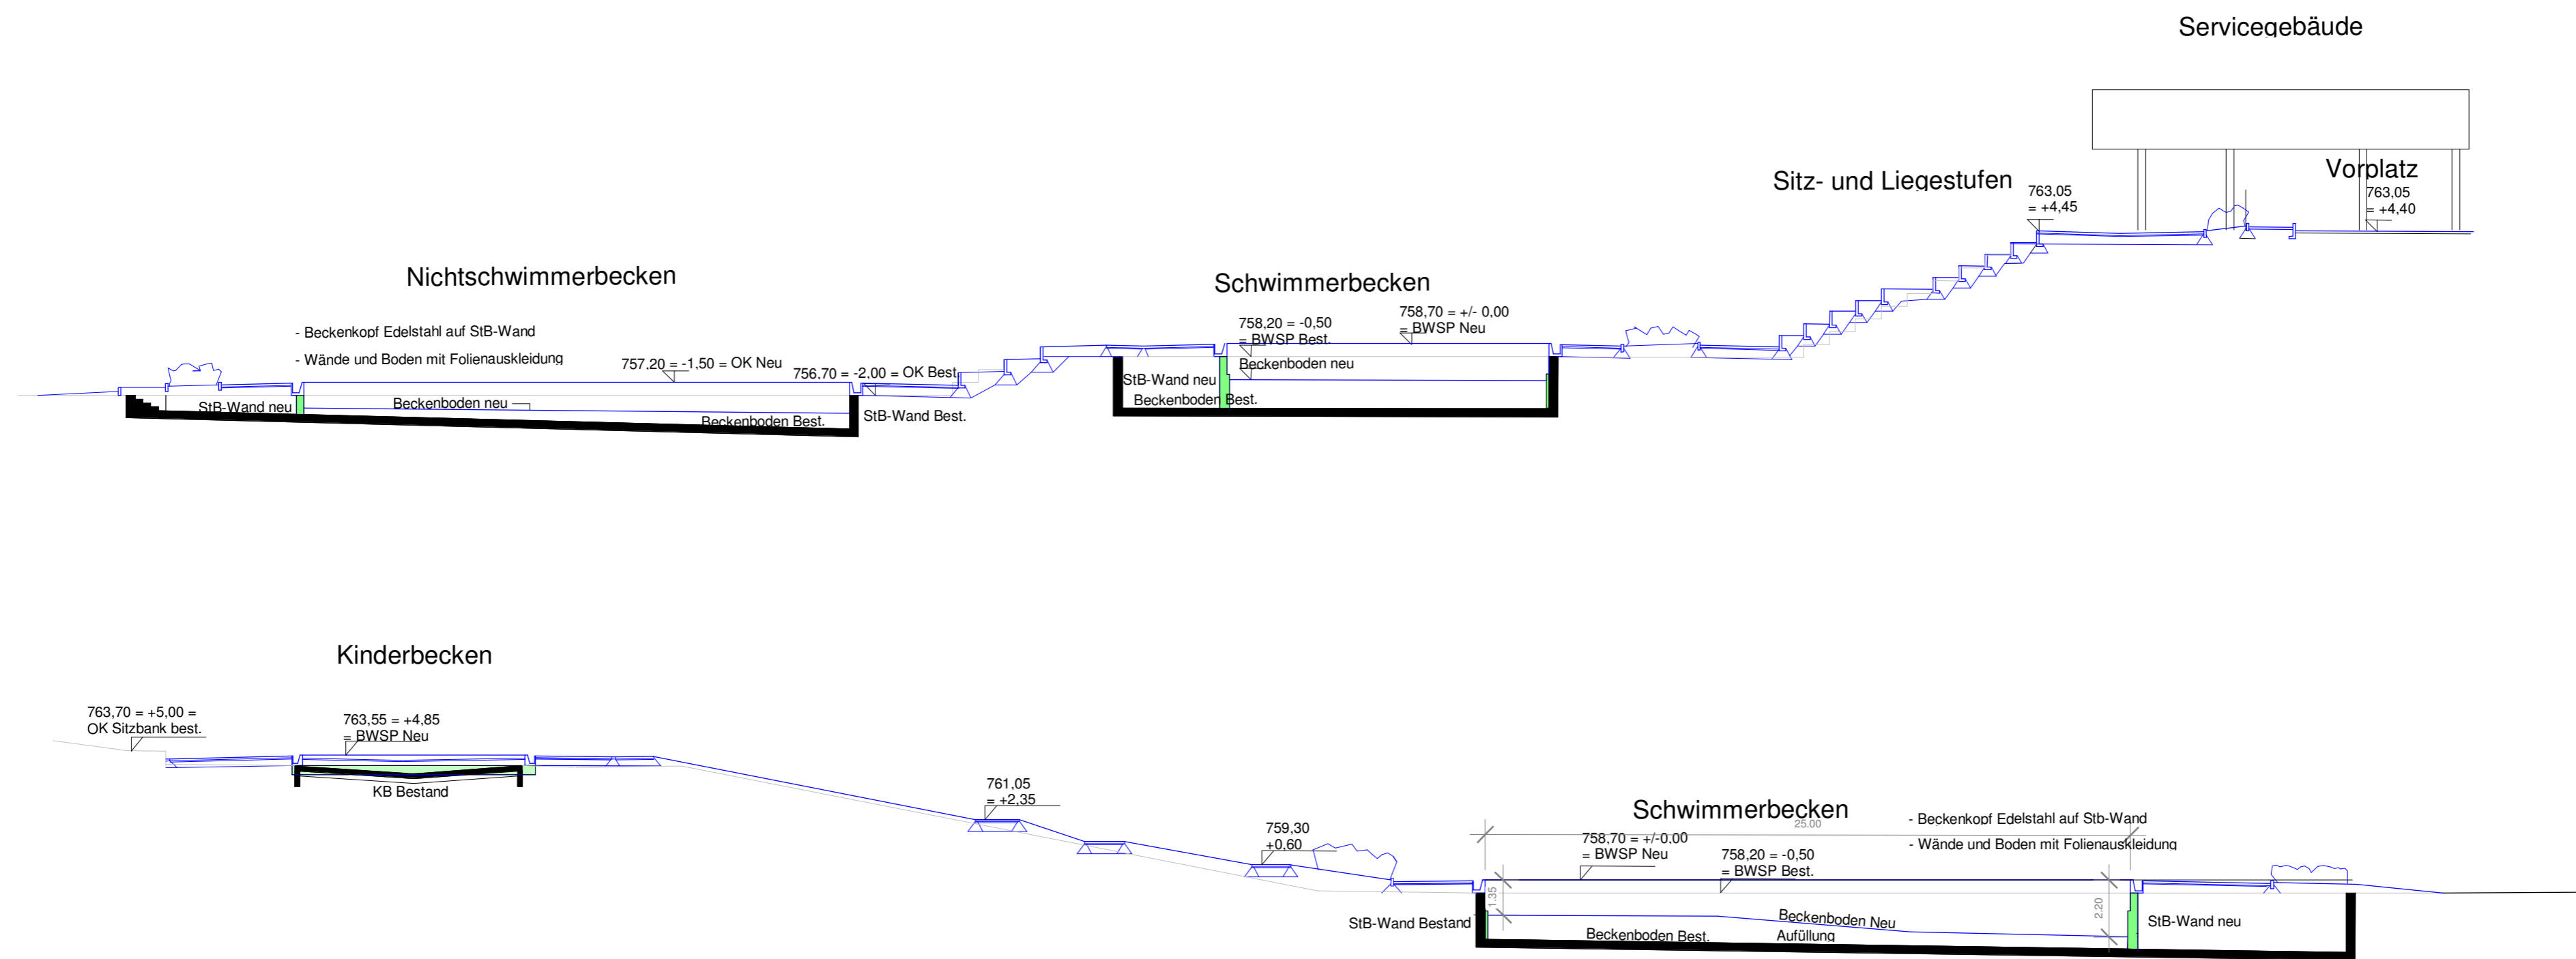 Servicegebäude
Vorplatz
763,05
= +4,40
Sitz- und Liegestufen
763,05
= +4,45
Nichtschwimmerbecken
- Beckenkopf Edelstahl auf StB-Wand
- Wände und Boden mit Folienauskleidung
757,20 = -1,50 = OK Neu
756,70 = -2,00 = OK Best.
StB-Wand neu
Beckenboden neu
Beckenboden Best.
StB-Wand Best.
Schwimmerbecken
758,20 = -0,50
= BWSP Best.
758,70 = +/- 0,00
= BWSP Neu
Beckenboden neu
StB-Wand neu
Beckenboden Best.
Kinderbecken
763,70 = +5,00 =
OK Sitzbank best.
763,55 = +4,85
= BWSP Neu
KB Bestand
761,05
= +2,35
759,30
+0,60
Schwimmerbecken
25.00
- Beckenkopf Edelstahl auf Stb-Wand
- Wände und Boden mit Folienauskleidung
758,70 = +/-0,00
= BWSP Neu
758,20 = -0,50
= BWSP Best.
1.35
2.20
StB-Wand Bestand
Beckenboden Neu
Beckenboden Best.
Aufüllung
StB-Wand neu